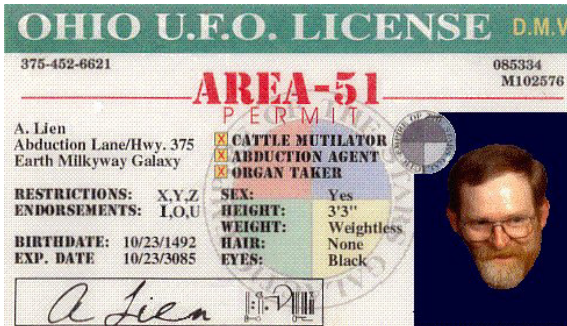 OHIO U.F.O. LICENSE D.M.V
375-452-6621
085334
M102576
AREA-51
PERMIT
A. Lien
Abduction Lane/Hwy. 375
Earth Milkyway Galaxy
X CATTLE MUTILATOR
X ABDUCTION AGENT
X ORGAN TAKER
RESTRICTIONS: X,Y,Z
ENDORSEMENTS: I,O,U
BIRTHDATE: 10/23/1492
EXP. DATE 10/23/3085
SEX: Yes
HEIGHT: 3'3"
WEIGHT: Weightless
HAIR: None
EYES: Black
A Lien